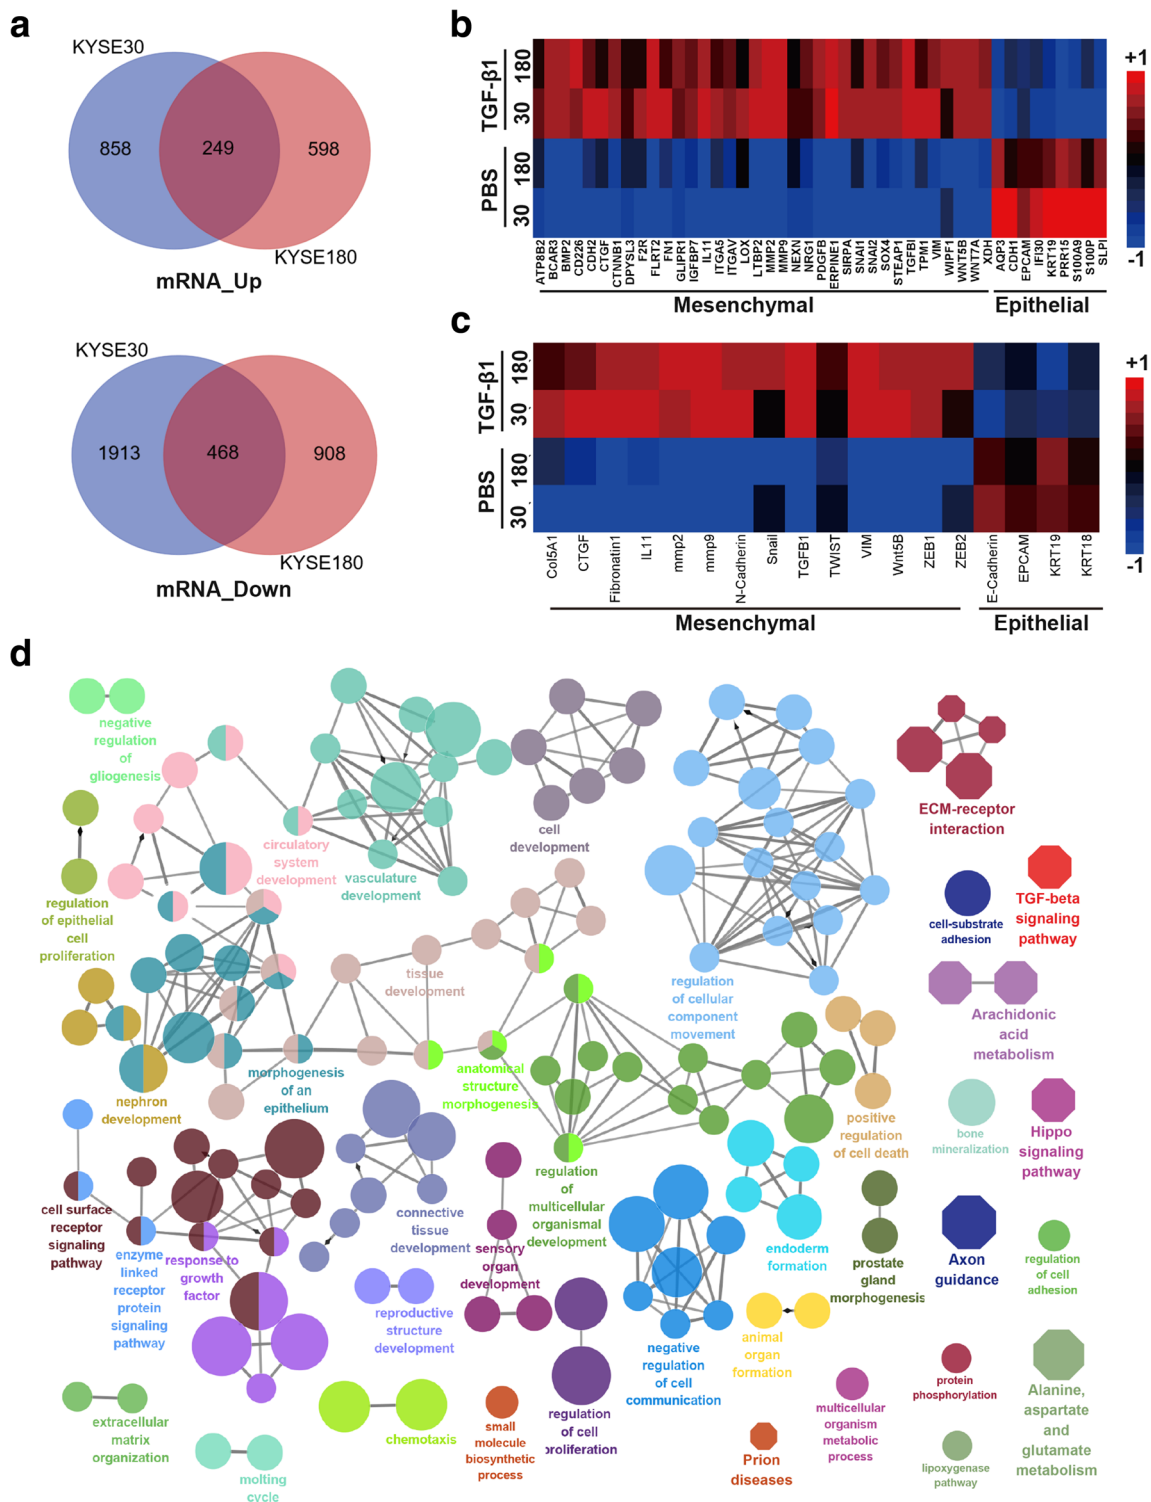 a
KYSE30
858
249
598
KYSE180
mRNA_Up
KYSE30
1913
468
908
KYSE180
mRNA_Down
b
TGF-β1
180
30
PBS
180
30
ATP8B2
BCAR3
BMP2
CD226
CDH2
CTGF
CTNNB1
DPYSL3
F2R
FLRT2
FN1
GLIPR1
IGFBP7
IL11
ITGA5
ITGAV
LOX
LTBP2
MMP2
MMP9
NEXN
NRG1
PDGFB
ERPINE1
SIRPA
SNAI1
SNAI2
SOX4
STEAP1
TGFBI
TPM1
VIM
WIPF1
WNT5B
WNT7A
XDH
AQP3
CDH1
EPCAM
IFI30
KRT19
PRR15
S100A9
S100P
SLPI
Mesenchymal
Epithelial
+1
-1
c
TGF-β1
180
30
PBS
180
30
Col5A1
CTGF
Fibronatin1
IL11
mmp2
mmp9
N-Cadherin
Snail
TGFB1
TWIST
VIM
Wnt5B
ZEB1
ZEB2
E-Cadherin
EPCAM
KRT19
KRT18
Mesenchymal
Epithelial
+1
-1
d
negative
regulation
of
gliogenesis
circulatory
system
development
vasculature
development
cell
development
regulation
of cellular
component
movement
ECM-receptor
interaction
regulation
of epithelial
cell
proliferation
tissue
development
cell-substrate
adhesion
TGF-beta
signaling
pathway
Arachidonic
acid
metabolism
nephron
development
morphogenesis
of an
epithelium
anatomical
structure
morphogenesis
positive
regulation
of cell death
bone
mineralization
Hippo
signaling
pathway
cell surface
receptor
signaling
pathway
enzyme
linked
receptor
protein
signaling
pathway
response to
growth
factor
connective
tissue
development
sensory
organ
development
regulation
of
multicellular
organismal
development
endoderm
formation
prostate
gland
morphogenesis
Axon
guidance
regulation
of cell
adhesion
reproductive
structure
development
negative
regulation
of cell
communication
animal
organ
formation
extracellular
matrix
organization
molting
cycle
chemotaxis
small
molecule
biosynthetic
process
regulation
of cell
proliferation
Prion
diseases
multicellular
organism
metabolic
process
protein
phosphorylation
lipoxygenase
pathway
Alanine,
aspartate
and
glutamate
metabolism